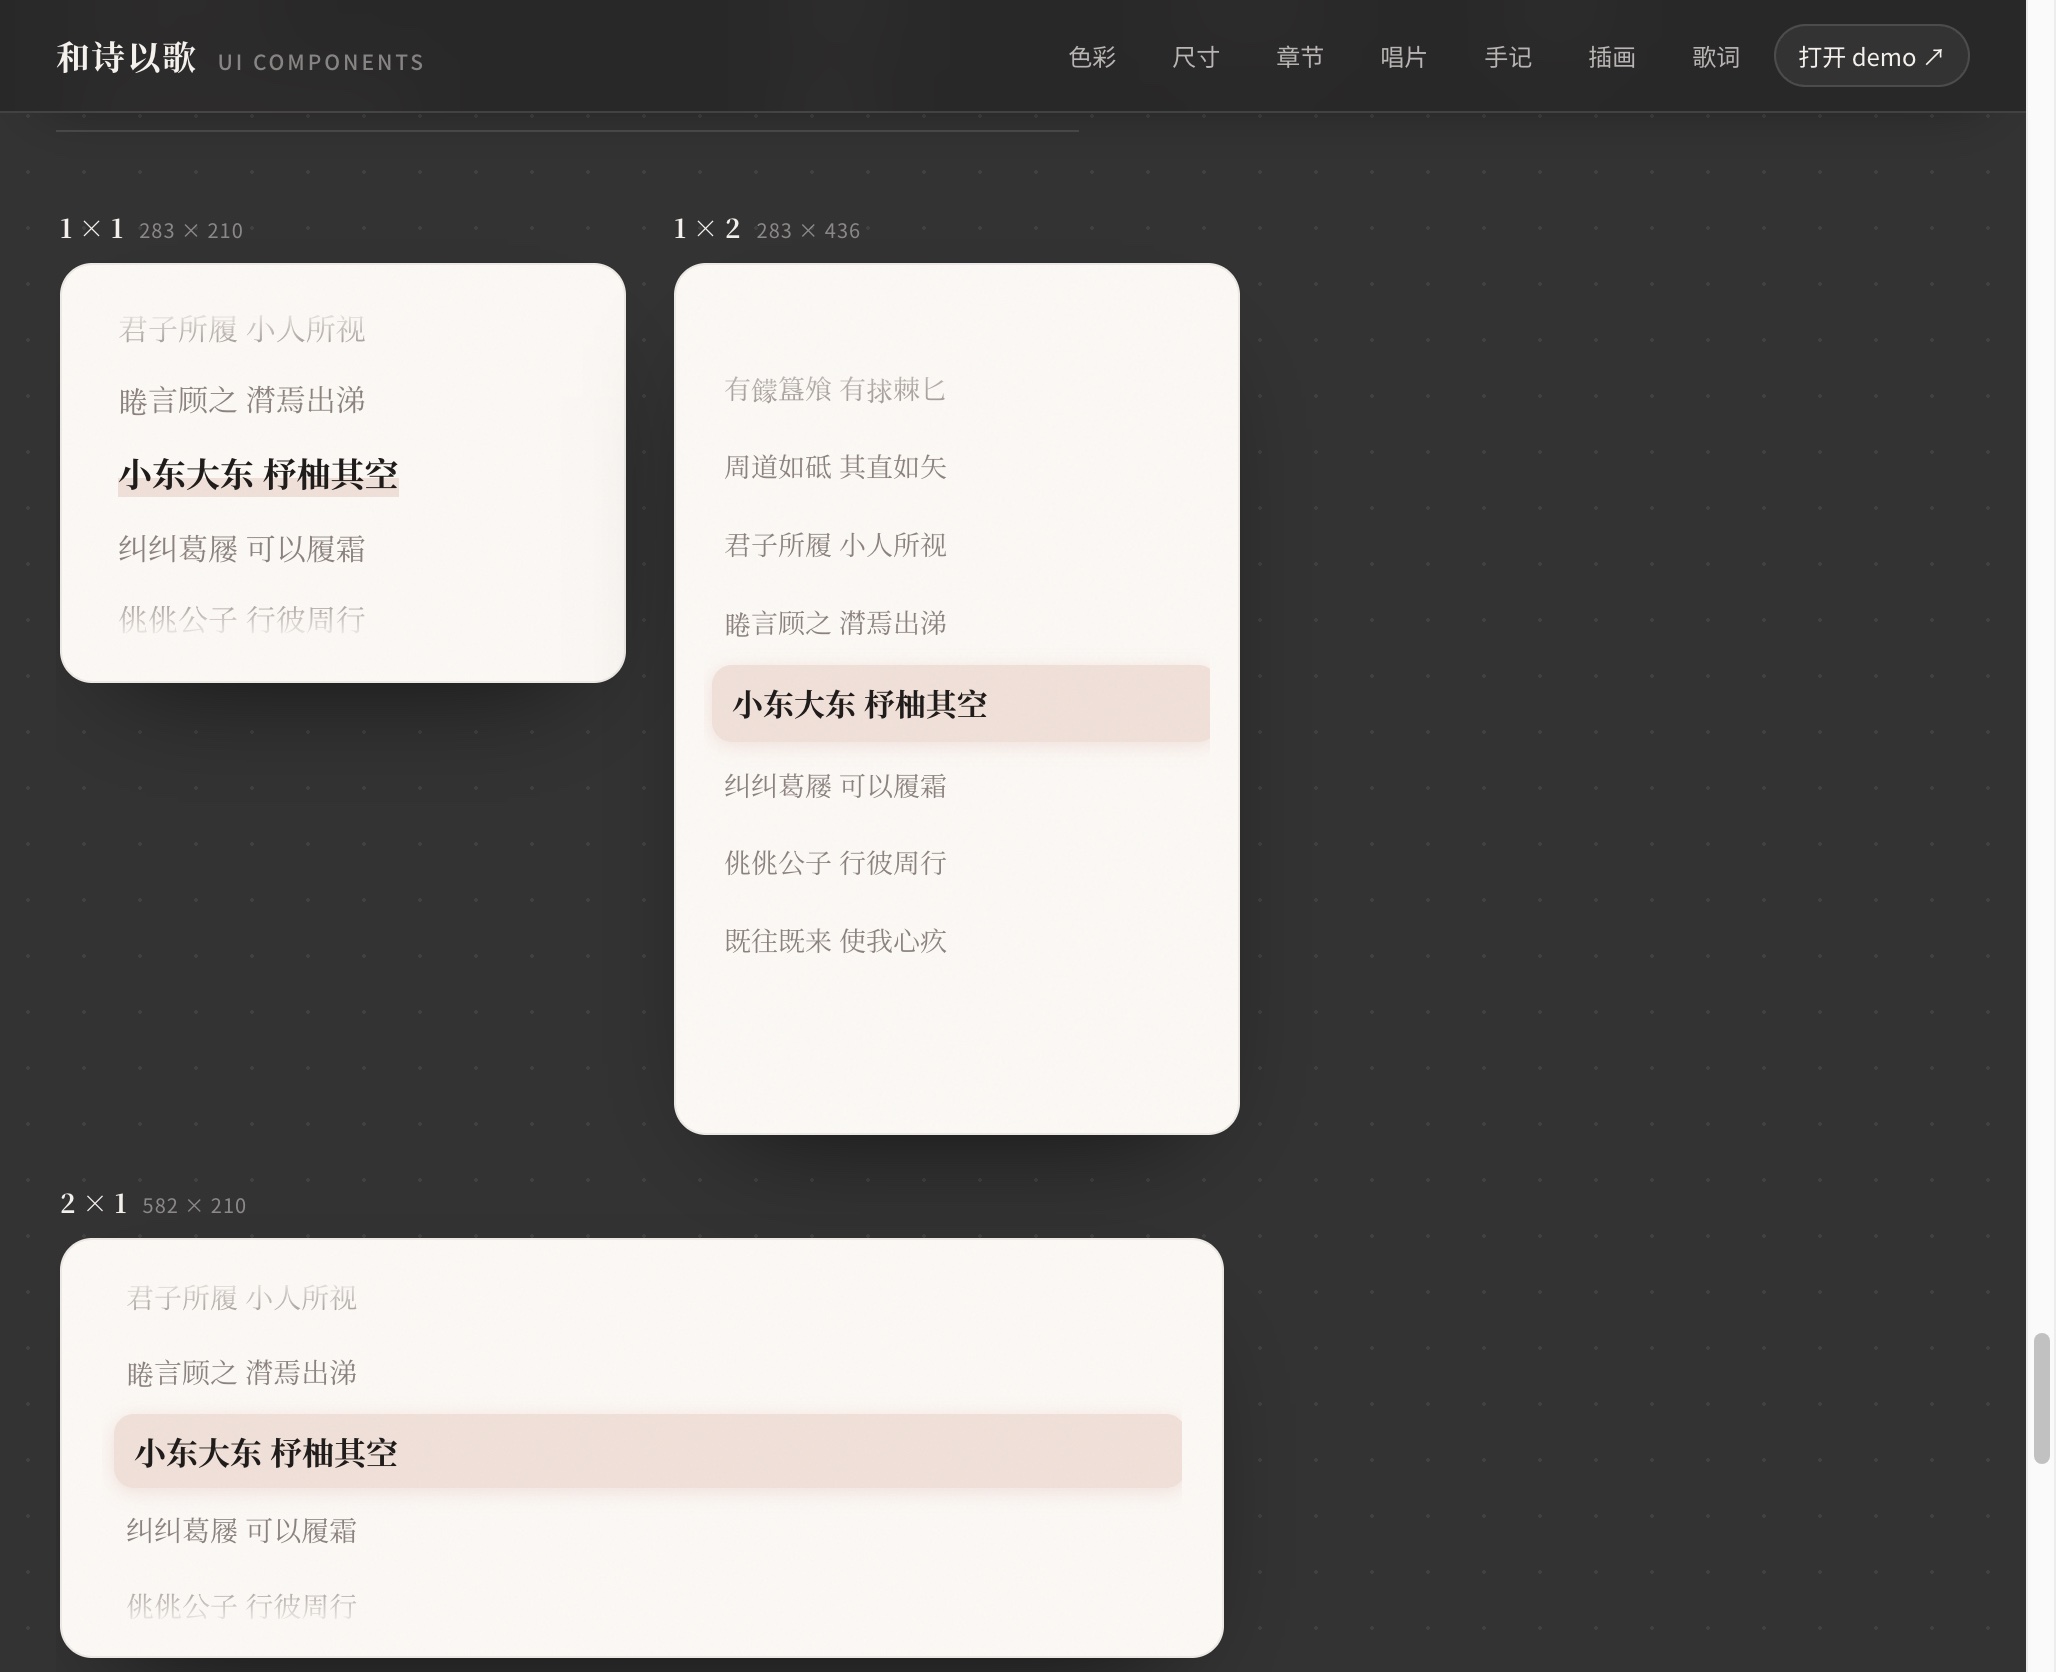 和诗以歌 UI COMPONENTS 色彩 尺寸 章节 唱片 手记 插画 歌词 打开 demo ↗
1 × 1 283 × 210
君子所履 小人所视
睠言顾之 潸焉出涕
小东大东 杼柚其空
纠纠葛屦 可以履霜
佻佻公子 行彼周行
1 × 2 283 × 436
有饛簋飧 有捄棘匕
周道如砥 其直如矢
君子所履 小人所视
睠言顾之 潸焉出涕
小东大东 杼柚其空
纠纠葛屦 可以履霜
佻佻公子 行彼周行
既往既来 使我心疚
2 × 1 582 × 210
君子所履 小人所视
睠言顾之 潸焉出涕
小东大东 杼柚其空
纠纠葛屦 可以履霜
佻佻公子 行彼周行